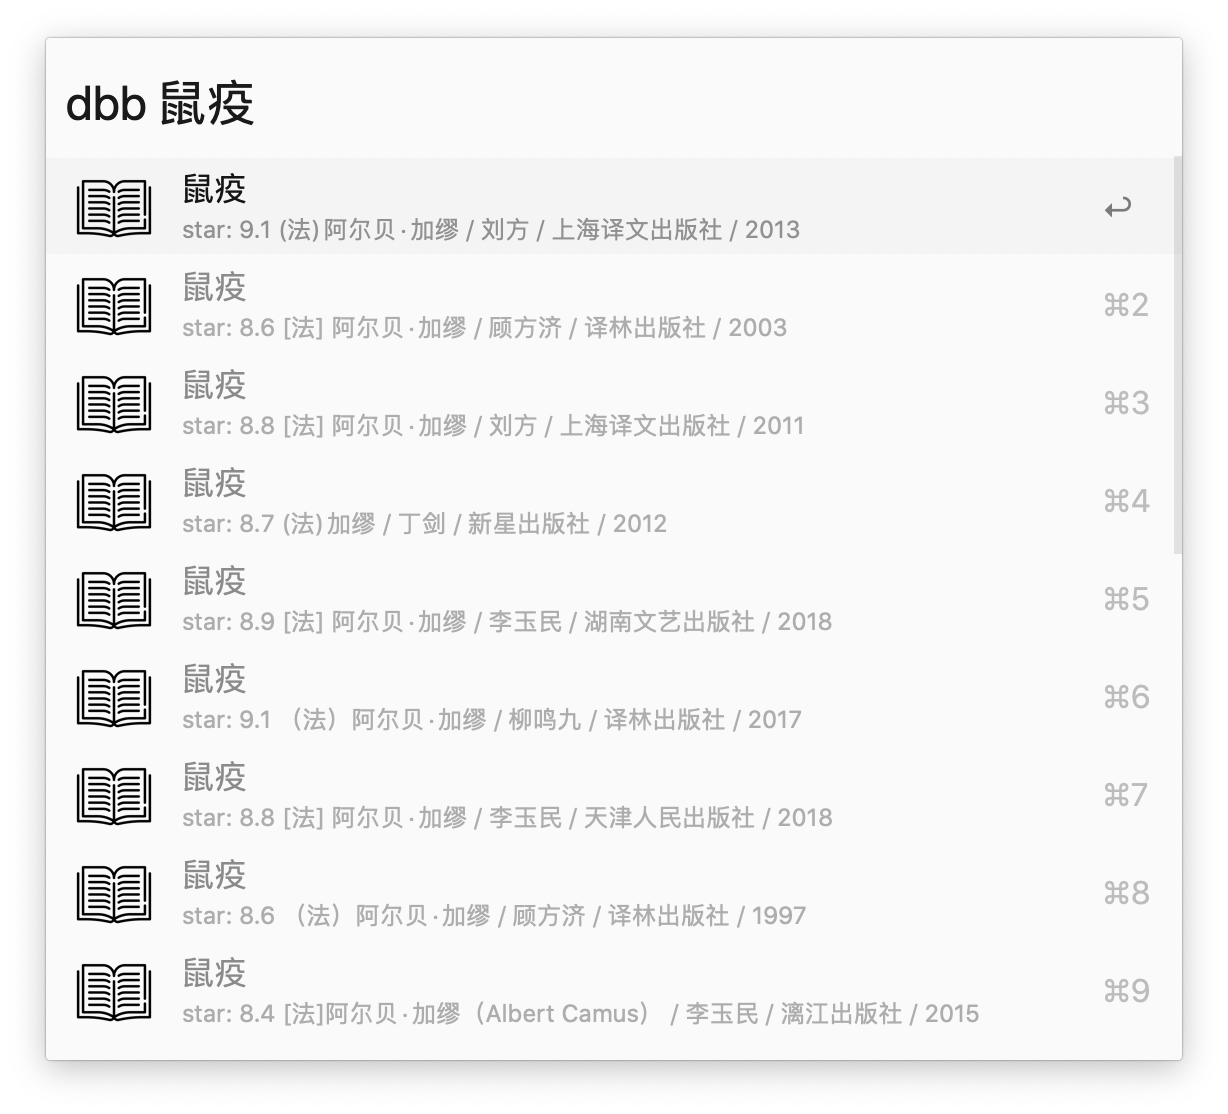 dbb 鼠疫
鼠疫
star: 9.1 (法)阿尔贝·加缪 / 刘方 / 上海译文出版社 / 2013
↩
鼠疫
star: 8.6 [法] 阿尔贝·加缪 / 顾方济 / 译林出版社 / 2003
⌘2
鼠疫
star: 8.8 [法] 阿尔贝·加缪 / 刘方 / 上海译文出版社 / 2011
⌘3
鼠疫
star: 8.7 (法)加缪 / 丁剑 / 新星出版社 / 2012
⌘4
鼠疫
star: 8.9 [法] 阿尔贝·加缪 / 李玉民 / 湖南文艺出版社 / 2018
⌘5
鼠疫
star: 9.1 （法）阿尔贝·加缪 / 柳鸣九 / 译林出版社 / 2017
⌘6
鼠疫
star: 8.8 [法] 阿尔贝·加缪 / 李玉民 / 天津人民出版社 / 2018
⌘7
鼠疫
star: 8.6 （法）阿尔贝·加缪 / 顾方济 / 译林出版社 / 1997
⌘8
鼠疫
star: 8.4 [法]阿尔贝·加缪（Albert Camus） / 李玉民 / 漓江出版社 / 2015
⌘9